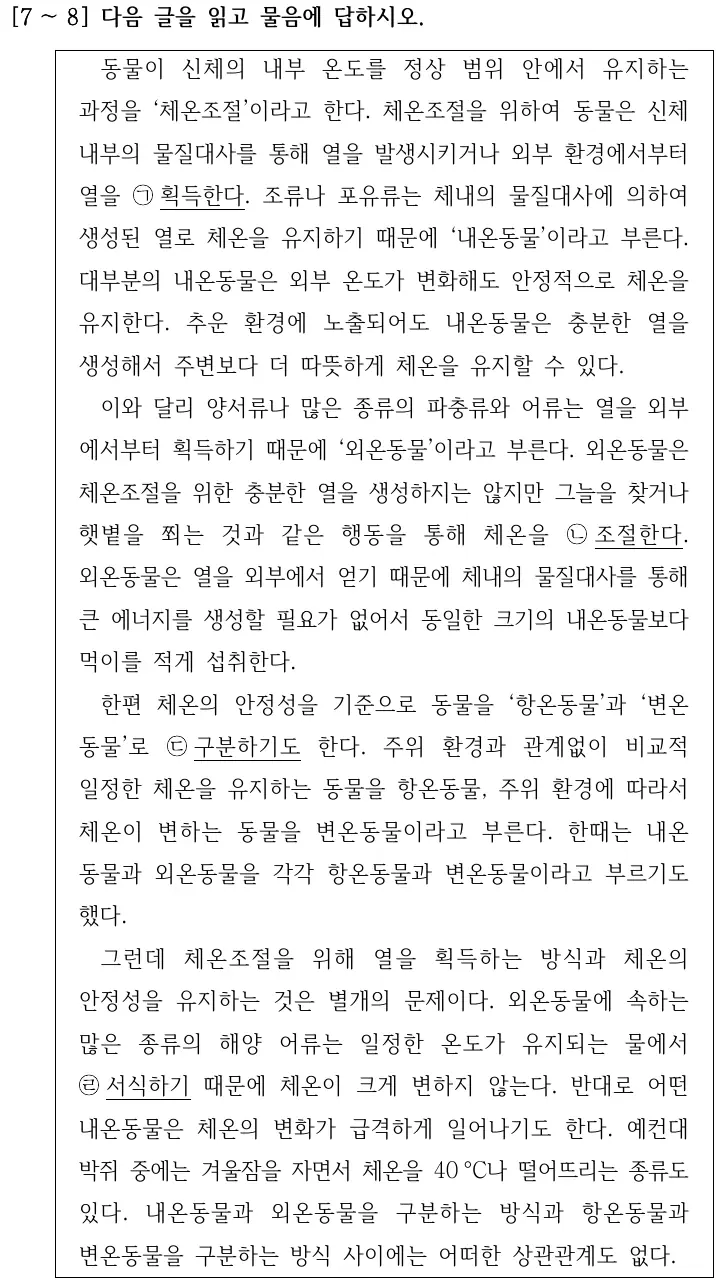 [7 ~ 8] 다음 글을 읽고 물음에 답하시오.
동물이 신체의 내부 온도를 정상 범위 안에서 유지하는
과정을 ‘체온조절’이라고 한다. 체온조절을 위하여 동물은 신체
내부의 물질대사를 통해 열을 발생시키거나 외부 환경에서부터
열을 ㉠ 획득한다. 조류나 포유류는 체내의 물질대사에 의하여
생성된 열로 체온을 유지하기 때문에 ‘내온동물’이라고 부른다.
대부분의 내온동물은 외부 온도가 변화해도 안정적으로 체온을
유지한다. 추운 환경에 노출되어도 내온동물은 충분한 열을
생성해서 주변보다 더 따뜻하게 체온을 유지할 수 있다.
이와 달리 양서류나 많은 종류의 파충류와 어류는 열을 외부
에서부터 획득하기 때문에 ‘외온동물’이라고 부른다. 외온동물은
체온조절을 위한 충분한 열을 생성하지는 않지만 그늘을 찾거나
햇볕을 쬐는 것과 같은 행동을 통해 체온을 ㉡ 조절한다.
외온동물은 열을 외부에서 얻기 때문에 체내의 물질대사를 통해
큰 에너지를 생성할 필요가 없어서 동일한 크기의 내온동물보다
먹이를 적게 섭취한다.
한편 체온의 안정성을 기준으로 동물을 ‘항온동물’과 ‘변온
동물’로 ㉢ 구분하기도 한다. 주위 환경과 관계없이 비교적
일정한 체온을 유지하는 동물을 항온동물, 주위 환경에 따라서
체온이 변하는 동물을 변온동물이라고 부른다. 한때는 내온
동물과 외온동물을 각각 항온동물과 변온동물이라고 부르기도
했다.
그런데 체온조절을 위해 열을 획득하는 방식과 체온의
안정성을 유지하는 것은 별개의 문제이다. 외온동물에 속하는
많은 종류의 해양 어류는 일정한 온도가 유지되는 물에서
㉣ 서식하기 때문에 체온이 크게 변하지 않는다. 반대로 어떤
내온동물은 체온의 변화가 급격하게 일어나기도 한다. 예컨대
박쥐 중에는 겨울잠을 자면서 체온을 40 ℃나 떨어뜨리는 종류도
있다. 내온동물과 외온동물을 구분하는 방식과 항온동물과
변온동물을 구분하는 방식 사이에는 어떠한 상관관계도 없다.